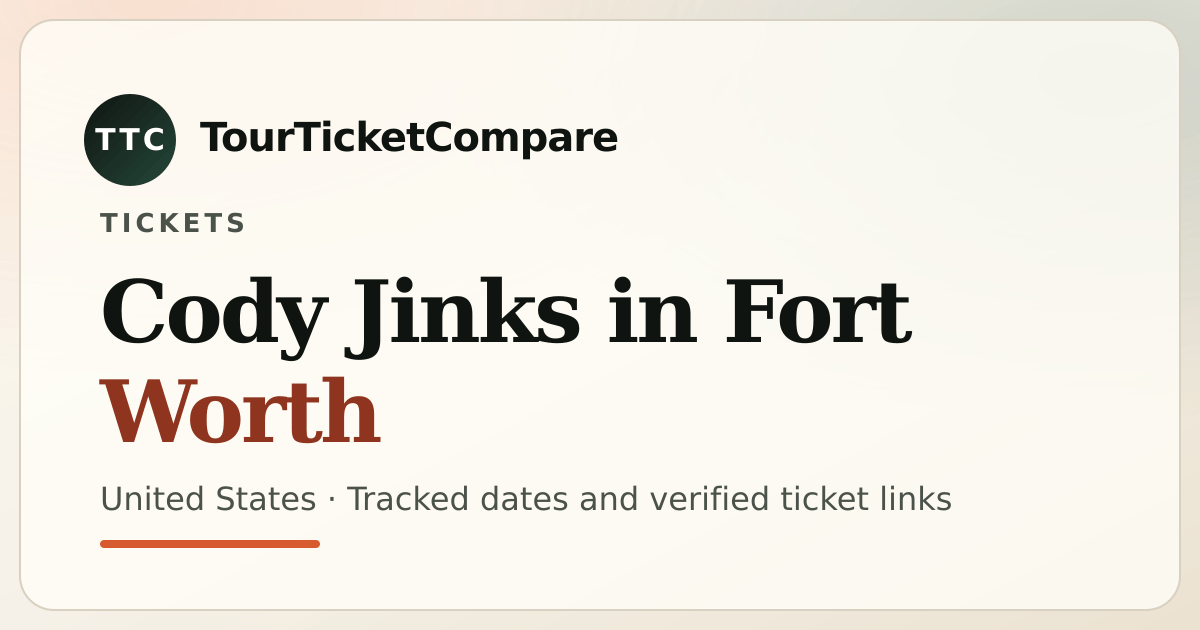 TTC TourTicketCompare
TICKETS
Cody Jinks in Fort
Worth
United States · Tracked dates and verified ticket links